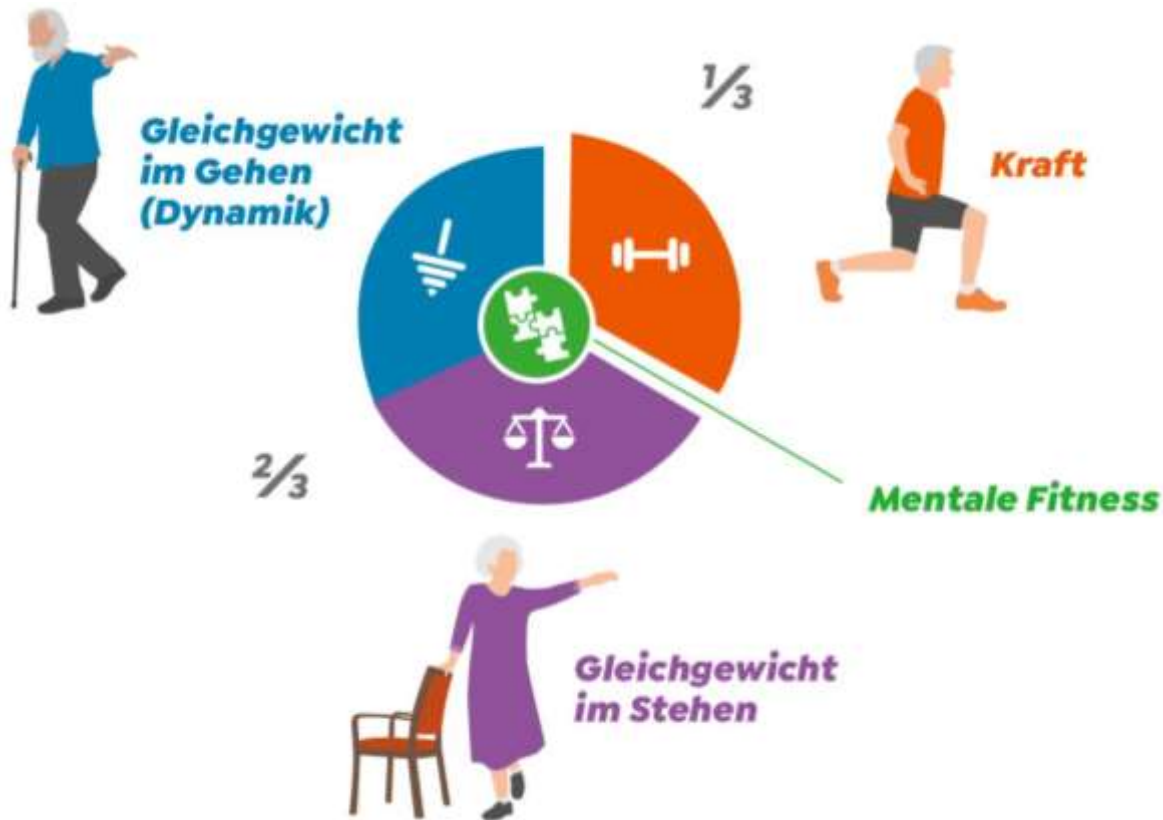 Gleichgewicht
im Gehen
(Dynamik)
1/3
Kraft
2/3
Mentale Fitness
Gleichgewicht
im Stehen